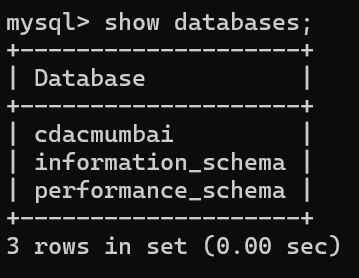 mysql> show databases;
+--------------------+
| Database           |
+--------------------+
| cdacmumbai         |
| information_schema |
| performance_schema |
+--------------------+
3 rows in set (0.00 sec)